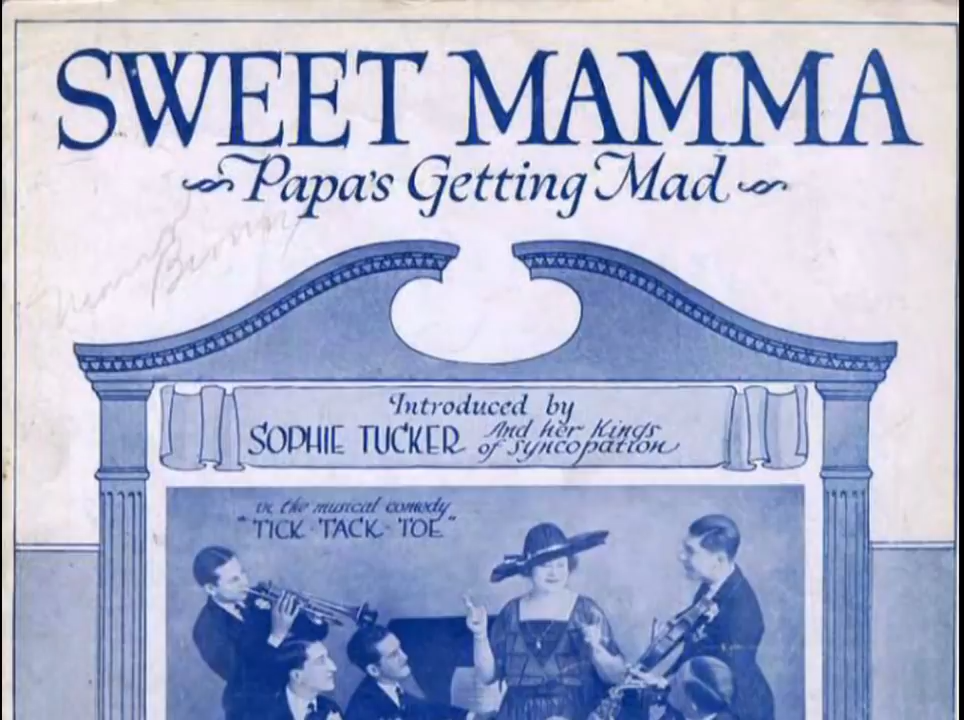 SWEET MAMMA
Papa's Getting Mad
Brown
Introduced by
SOPHIE TUCKER And her Kings of Syncopation
in the musical comedy
"TICK·TACK·TOE"